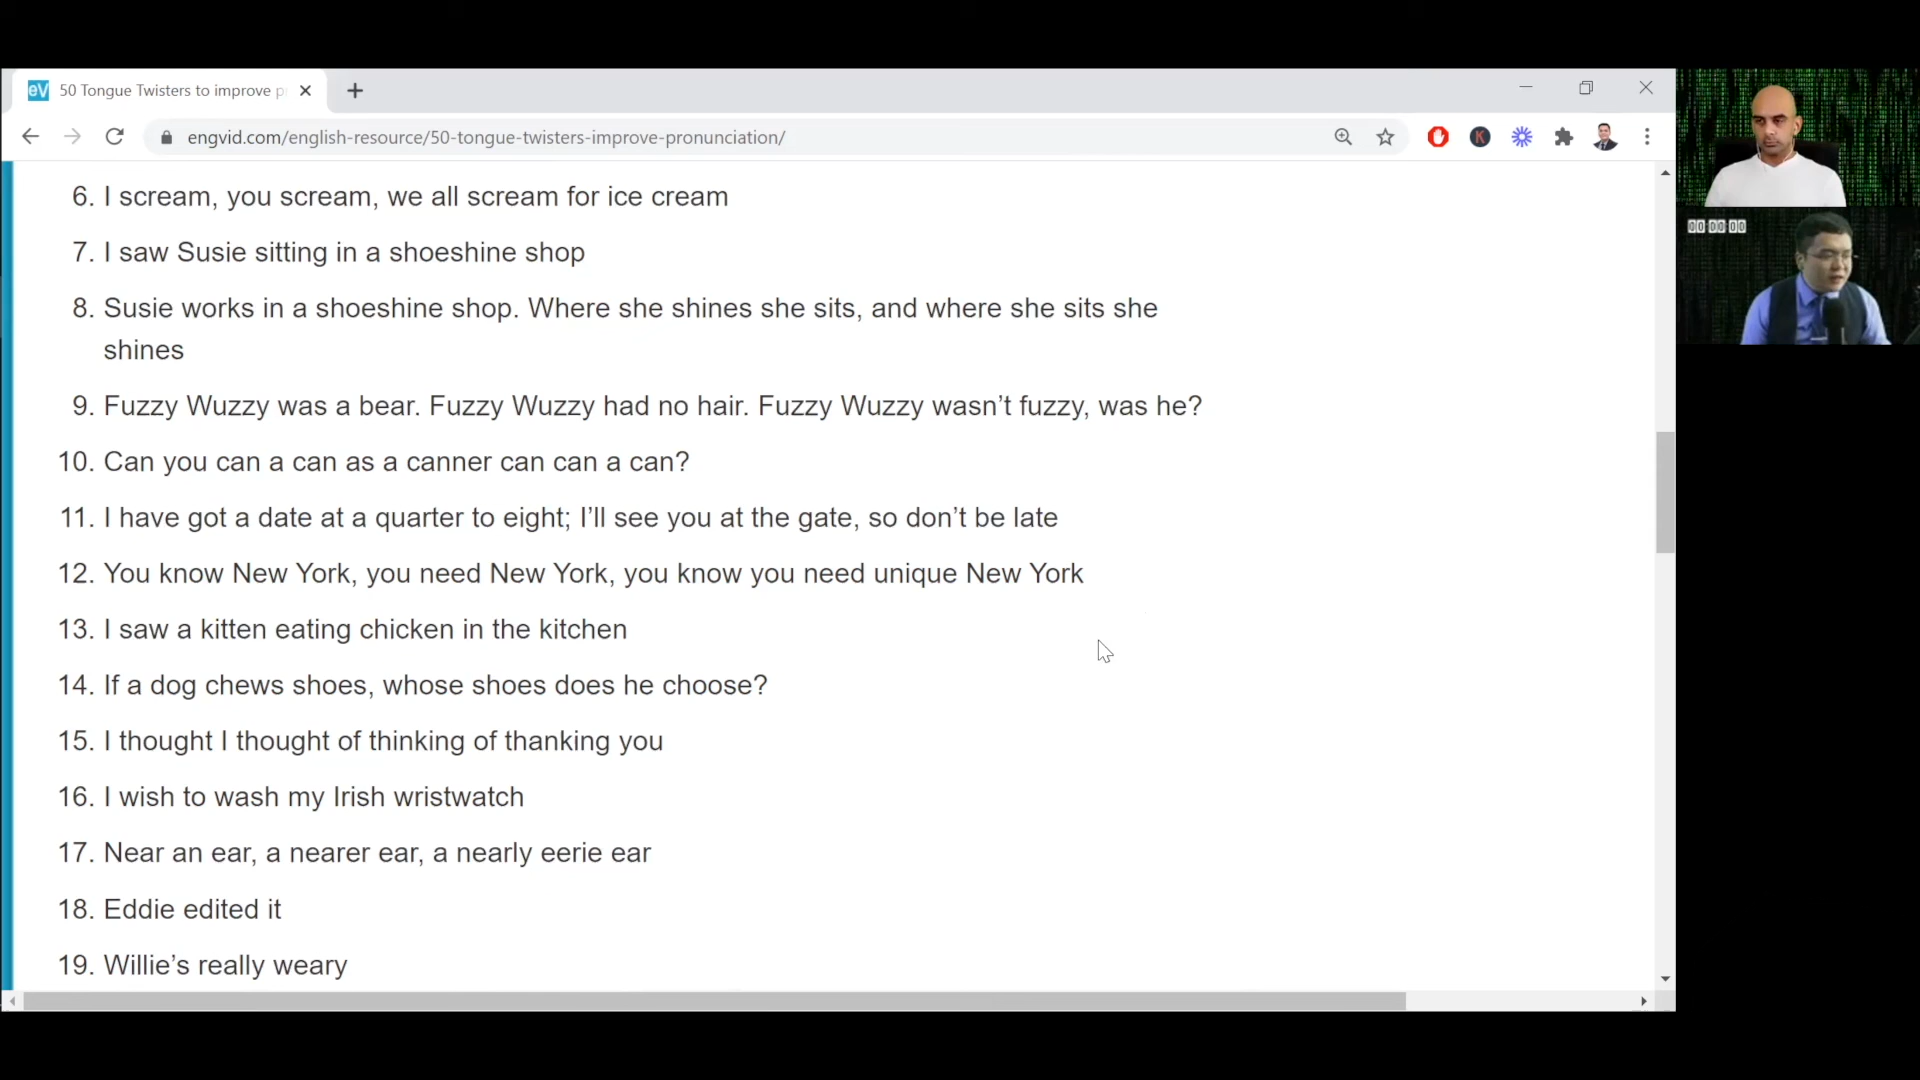 eV 50 Tongue Twisters to improve p
engvid.com/english-resource/50-tongue-twisters-improve-pronunciation/
K
00:00:00
6. I scream, you scream, we all scream for ice cream
7. I saw Susie sitting in a shoeshine shop
8. Susie works in a shoeshine shop. Where she shines she sits, and where she sits she
shines
9. Fuzzy Wuzzy was a bear. Fuzzy Wuzzy had no hair. Fuzzy Wuzzy wasn’t fuzzy, was he?
10. Can you can a can as a canner can can a can?
11. I have got a date at a quarter to eight; I’ll see you at the gate, so don’t be late
12. You know New York, you need New York, you know you need unique New York
13. I saw a kitten eating chicken in the kitchen
14. If a dog chews shoes, whose shoes does he choose?
15. I thought I thought of thinking of thanking you
16. I wish to wash my Irish wristwatch
17. Near an ear, a nearer ear, a nearly eerie ear
18. Eddie edited it
19. Willie’s really weary